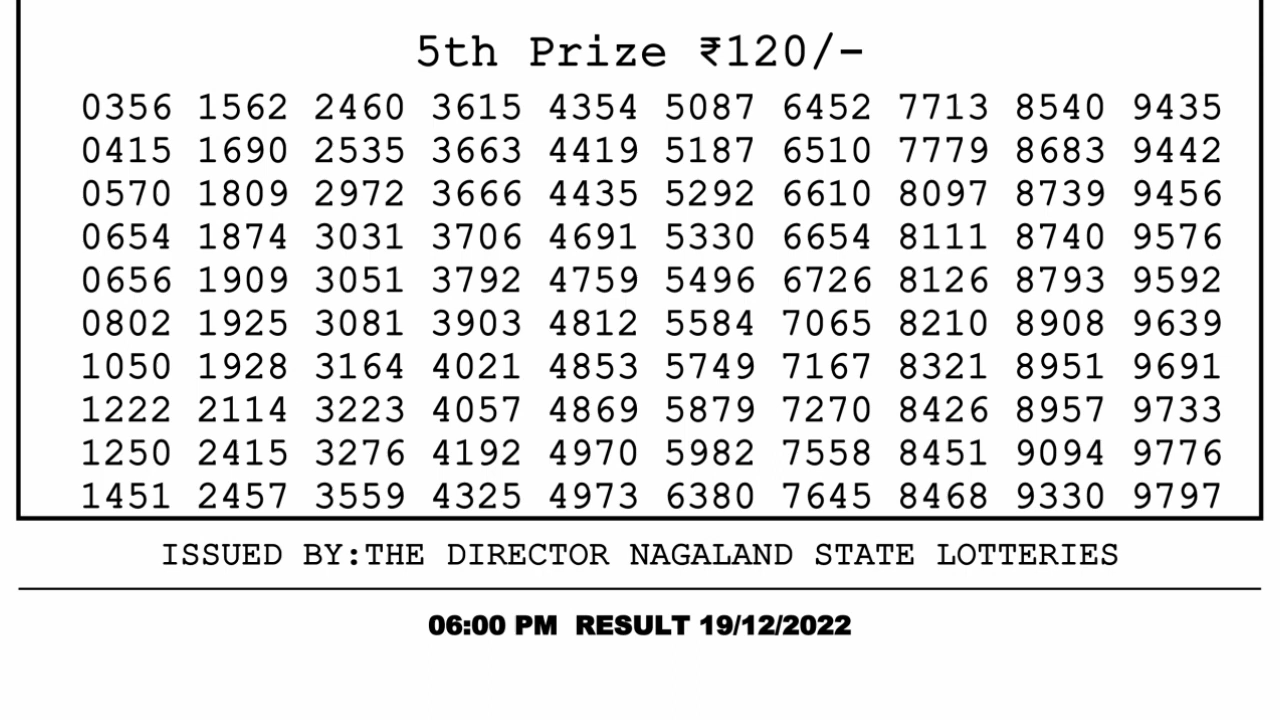 5th Prize ₹120/-
0356 1562 2460 3615 4354 5087 6452 7713 8540 9435
0415 1690 2535 3663 4419 5187 6510 7779 8683 9442
0570 1809 2972 3666 4435 5292 6610 8097 8739 9456
0654 1874 3031 3706 4691 5330 6654 8111 8740 9576
0656 1909 3051 3792 4759 5496 6726 8126 8793 9592
0802 1925 3081 3903 4812 5584 7065 8210 8908 9639
1050 1928 3164 4021 4853 5749 7167 8321 8951 9691
1222 2114 3223 4057 4869 5879 7270 8426 8957 9733
1250 2415 3276 4192 4970 5982 7558 8451 9094 9776
1451 2457 3559 4325 4973 6380 7645 8468 9330 9797
ISSUED BY:THE DIRECTOR NAGALAND STATE LOTTERIES
06:00 PM RESULT 19/12/2022